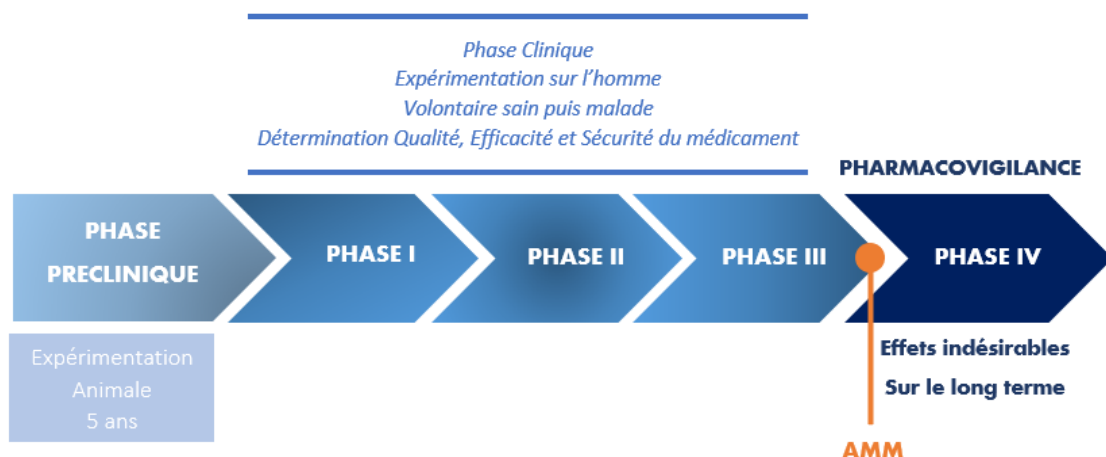 Phase Clinique
Expérimentation sur l'homme
Volontaire sain puis malade
Détermination Qualité, Efficacité et Sécurité du médicament
PHARMACOVIGILANCE
PHASE
PRECLINIQUE
PHASE I
PHASE II
PHASE III
PHASE IV
Expérimentation
Animale
5 ans
Effets indésirables
Sur le long terme
AMM